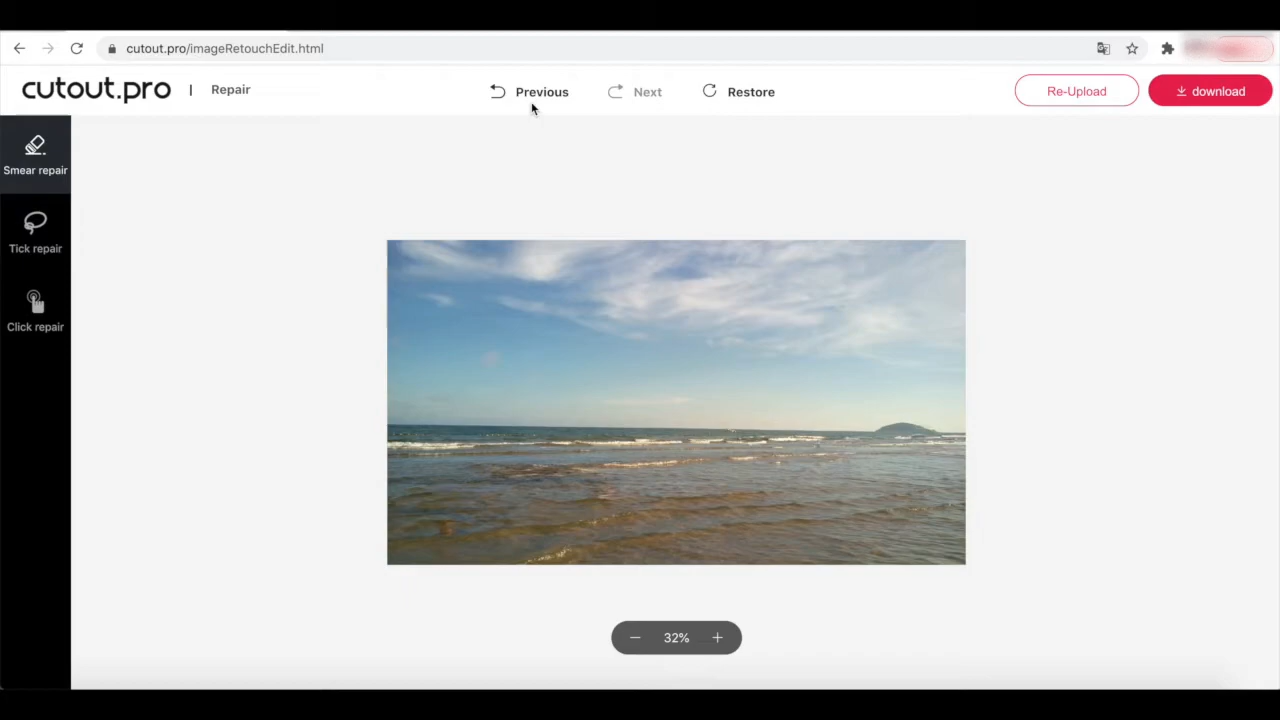 cutout.pro/imageRetouchEdit.html
cutout.pro | Repair
Previous
Next
Restore
Re-Upload
download
Smear repair
Tick repair
Click repair
32%